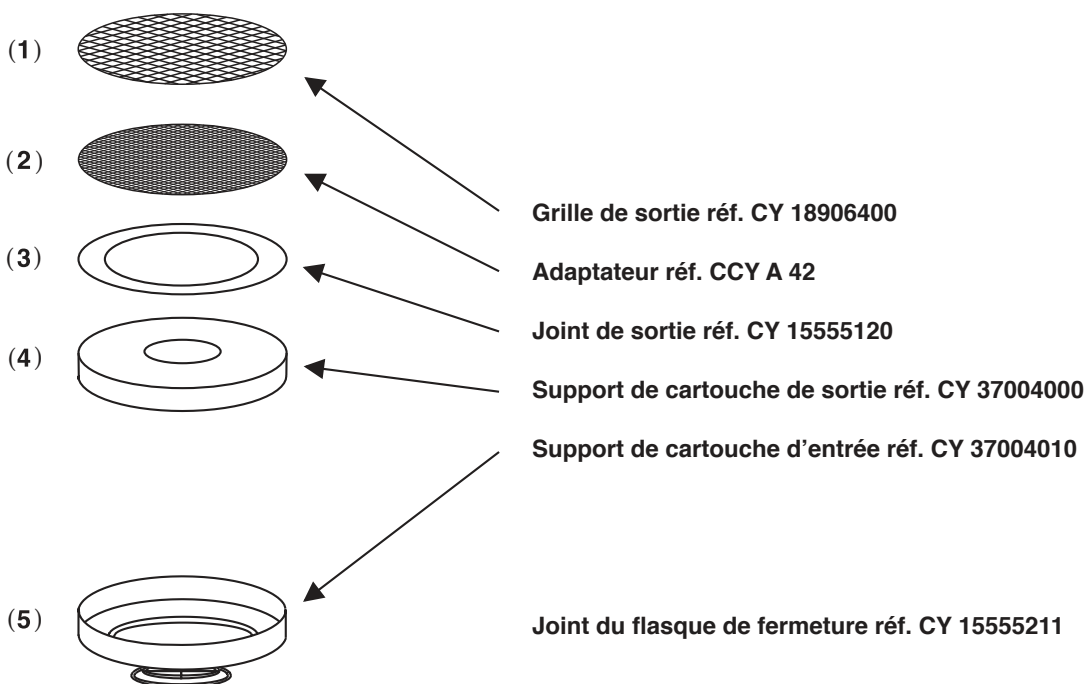 (1)
(2)
Grille de sortie réf. CY 18906400
(3)
Adaptateur réf. CCY A 42
Joint de sortie réf. CY 15555120
(4)
Support de cartouche de sortie réf. CY 37004000
Support de cartouche d’entrée réf. CY 37004010
(5)
Joint du flasque de fermeture réf. CY 15555211